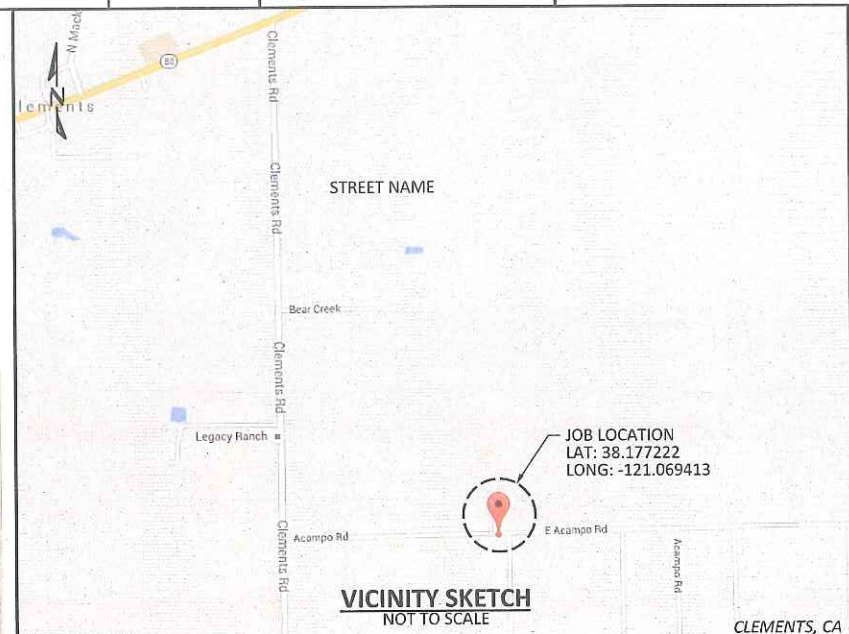 N Mack
88
lements
N
Clements Rd
Clements Rd
STREET NAME
Bear Creek
Clements Rd
Legacy Ranch
JOB LOCATION
LAT: 38.177222
LONG: -121.069413
Acampo Rd
E Acampo Rd
Clements Rd
Acampo Rd
VICINITY SKETCH
NOT TO SCALE
CLEMENTS, CA